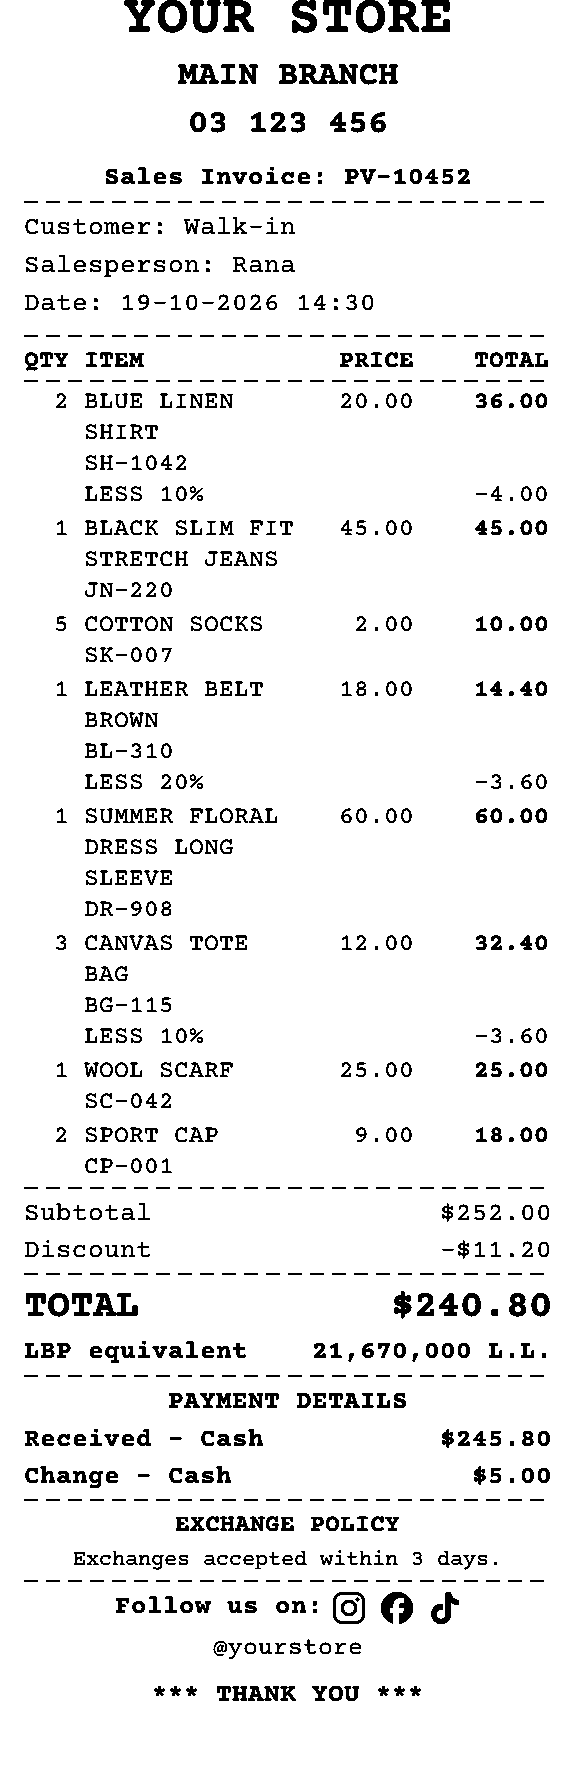 YOUR STORE
MAIN BRANCH
03 123 456
Sales Invoice: PV-10452
Customer: Walk-in
Salesperson: Rana
Date: 19-10-2026 14:30
QTY ITEM PRICE TOTAL
2 BLUE LINEN 20.00 36.00
SHIRT
SH-1042
LESS 10% -4.00
1 BLACK SLIM FIT 45.00 45.00
STRETCH JEANS
JN-220
5 COTTON SOCKS 2.00 10.00
SK-007
1 LEATHER BELT 18.00 14.40
BROWN
BL-310
LESS 20% -3.60
1 SUMMER FLORAL 60.00 60.00
DRESS LONG
SLEEVE
DR-908
3 CANVAS TOTE 12.00 32.40
BAG
BG-115
LESS 10% -3.60
1 WOOL SCARF 25.00 25.00
SC-042
2 SPORT CAP 9.00 18.00
CP-001
Subtotal $252.00
Discount -$11.20
TOTAL $240.80
LBP equivalent 21,670,000 L.L.
PAYMENT DETAILS
Received - Cash $245.80
Change - Cash $5.00
EXCHANGE POLICY
Exchanges accepted within 3 days.
Follow us on:
@yourstore
*** THANK YOU ***